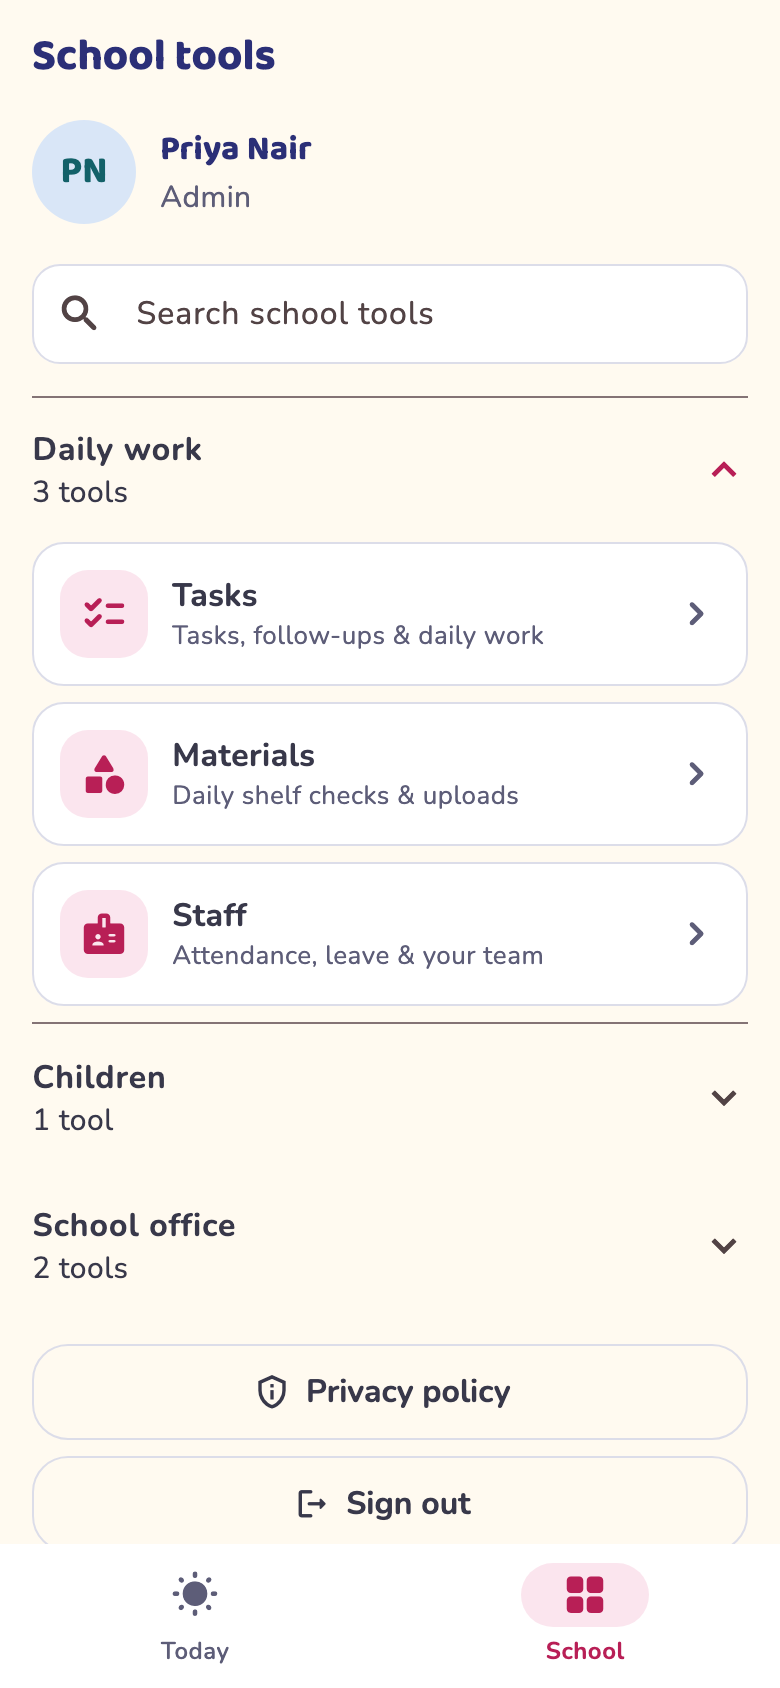 School tools
PN
Priya Nair
Admin
Search school tools
Daily work
3 tools
Tasks
Tasks, follow-ups & daily work
Materials
Daily shelf checks & uploads
Staff
Attendance, leave & your team
Children
1 tool
School office
2 tools
Privacy policy
Sign out
Today
School